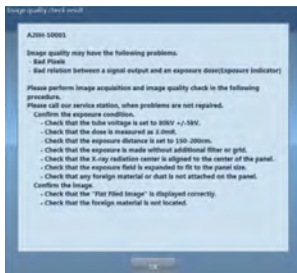 Image quality check result
A20H-50001
Image quality may have the following problems.
- Bad Pixels
- Bad relation between a signal output and an exposure dose(Exposure indicator)
Please perform image acquisition and image quality check in the following
procedure.
Please call our service station, when problems are not repaired.
Confirm the exposure condition.
- Check that the tube voltage is set to 80kV +/-5kV.
- Check that the dose is measured as
- Check that the exposure distance is set to 150-200cm.
- Check that the exposure is made without additional filter or grid.
- Check that the X-ray radiation center is aligned to the center of the panel.
- Check that the exposure field is expanded to fit to the panel size.
- Check that any foreign material or dust is not attached on the panel.
Confirm the image.
- Check that the "Flat Filed Image" is displayed correctly.
- Check that the foreign material is not located.
OK